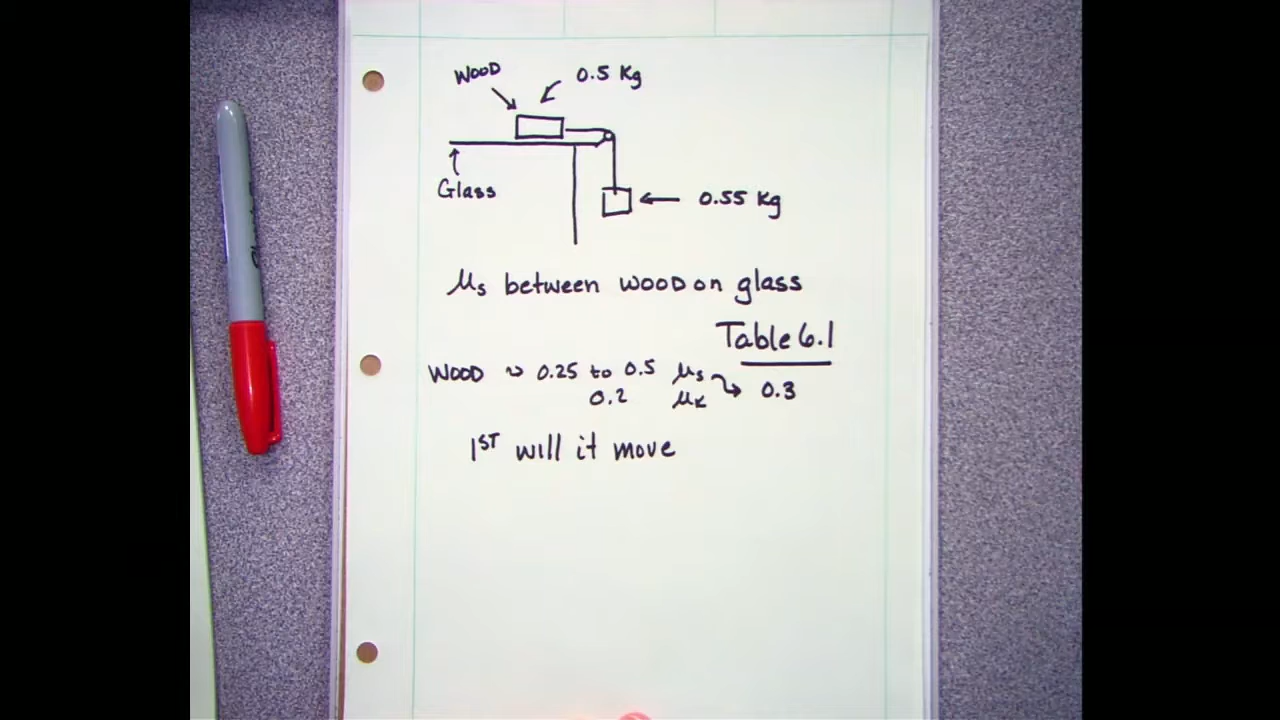 WOOD
0.5 Kg
Glass
0.55 Kg
μs between WOOD on glass
Table 6.1
WOOD ~ 0.25 to 0.5 μs
0.2 μK
0.3
1ST will it move